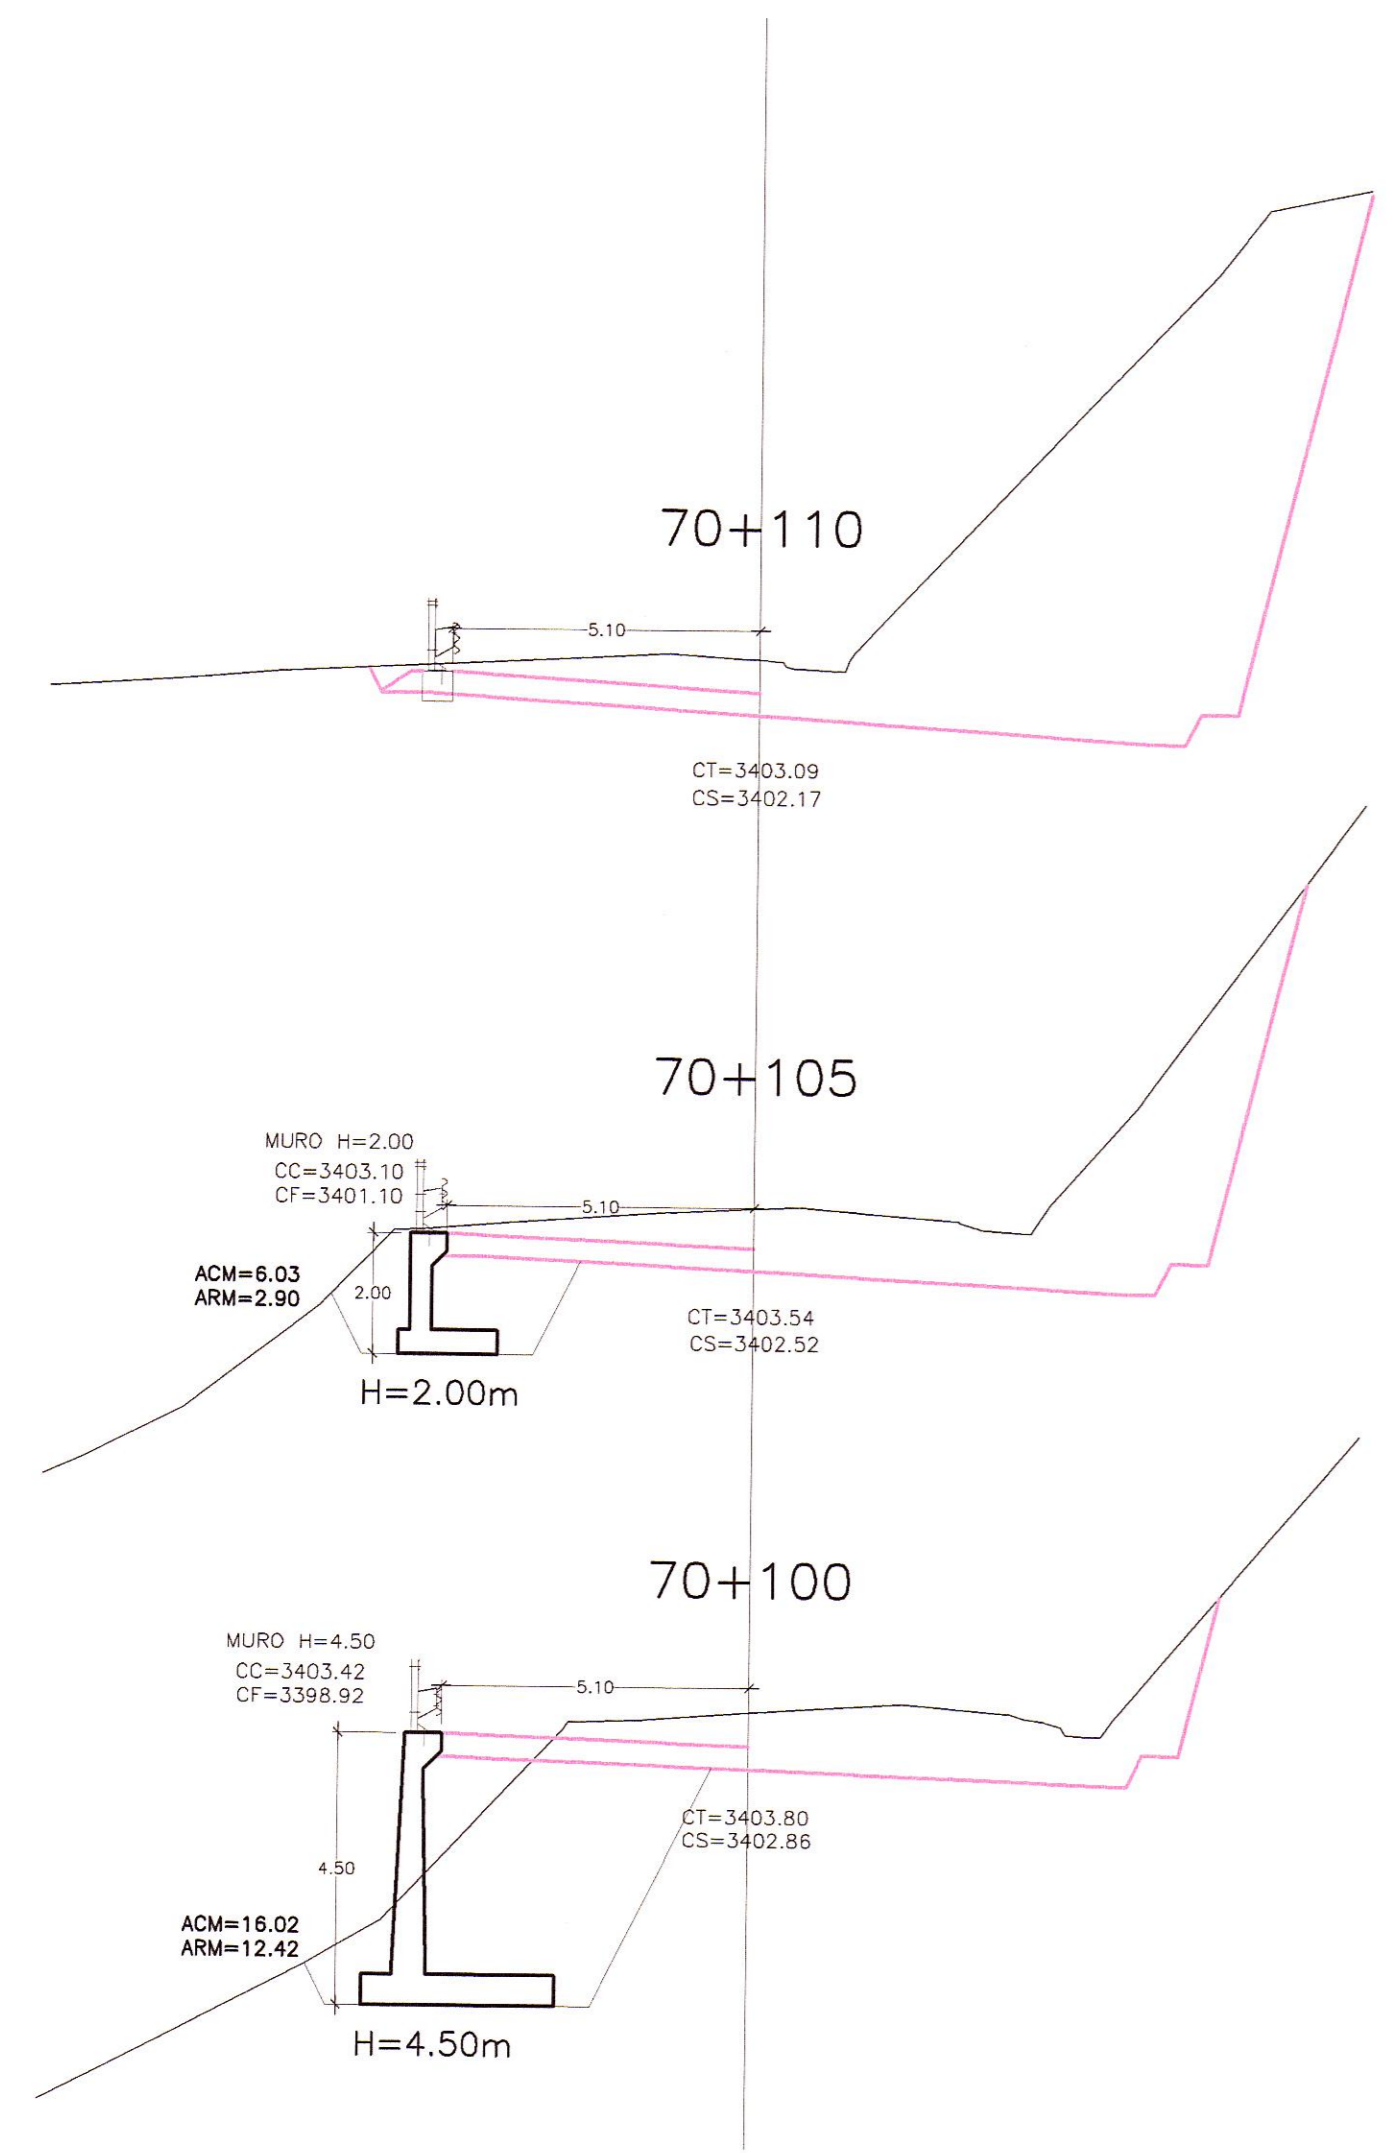 70+110
5.10
CT=3403.09
CS=3402.17
70+105
MURO H=2.00
CC=3403.10
CF=3401.10
5.10
ACM=6.03
ARM=2.90
2.00
CT=3403.54
CS=3402.52
H=2.00m
70+100
MURO H=4.50
CC=3403.42
CF=3398.92
5.10
CT=3403.80
CS=3402.86
4.50
ACM=16.02
ARM=12.42
H=4.50m